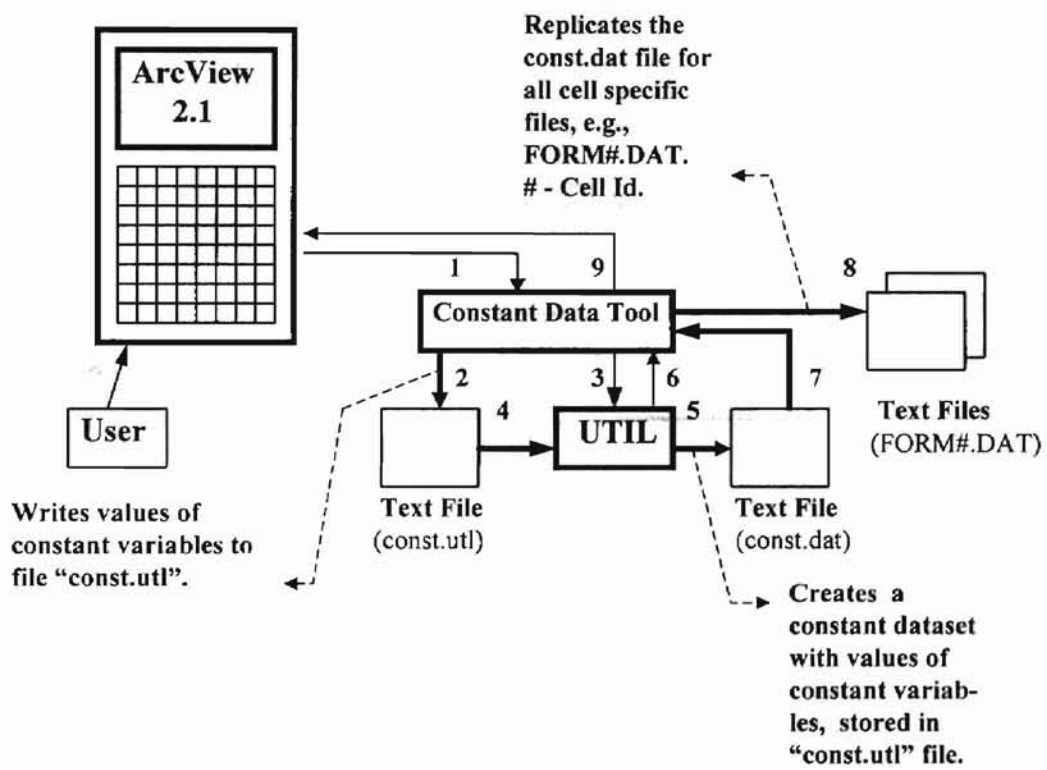 Replicates the
const.dat file for
all cell specific
files, e.g.,
FORM#.DAT.
# - Cell Id.
ArcView
2.1
1
9
8
Constant Data Tool
2
3
6
7
User
4
UTIL
5
Text Files
(FORM#.DAT)
Text File
(const.utl)
Text File
(const.dat)
Writes values of
constant variables to
file “const.utl”.
Creates a
constant dataset
with values of
constant variab-
les, stored in
“const.utl” file.